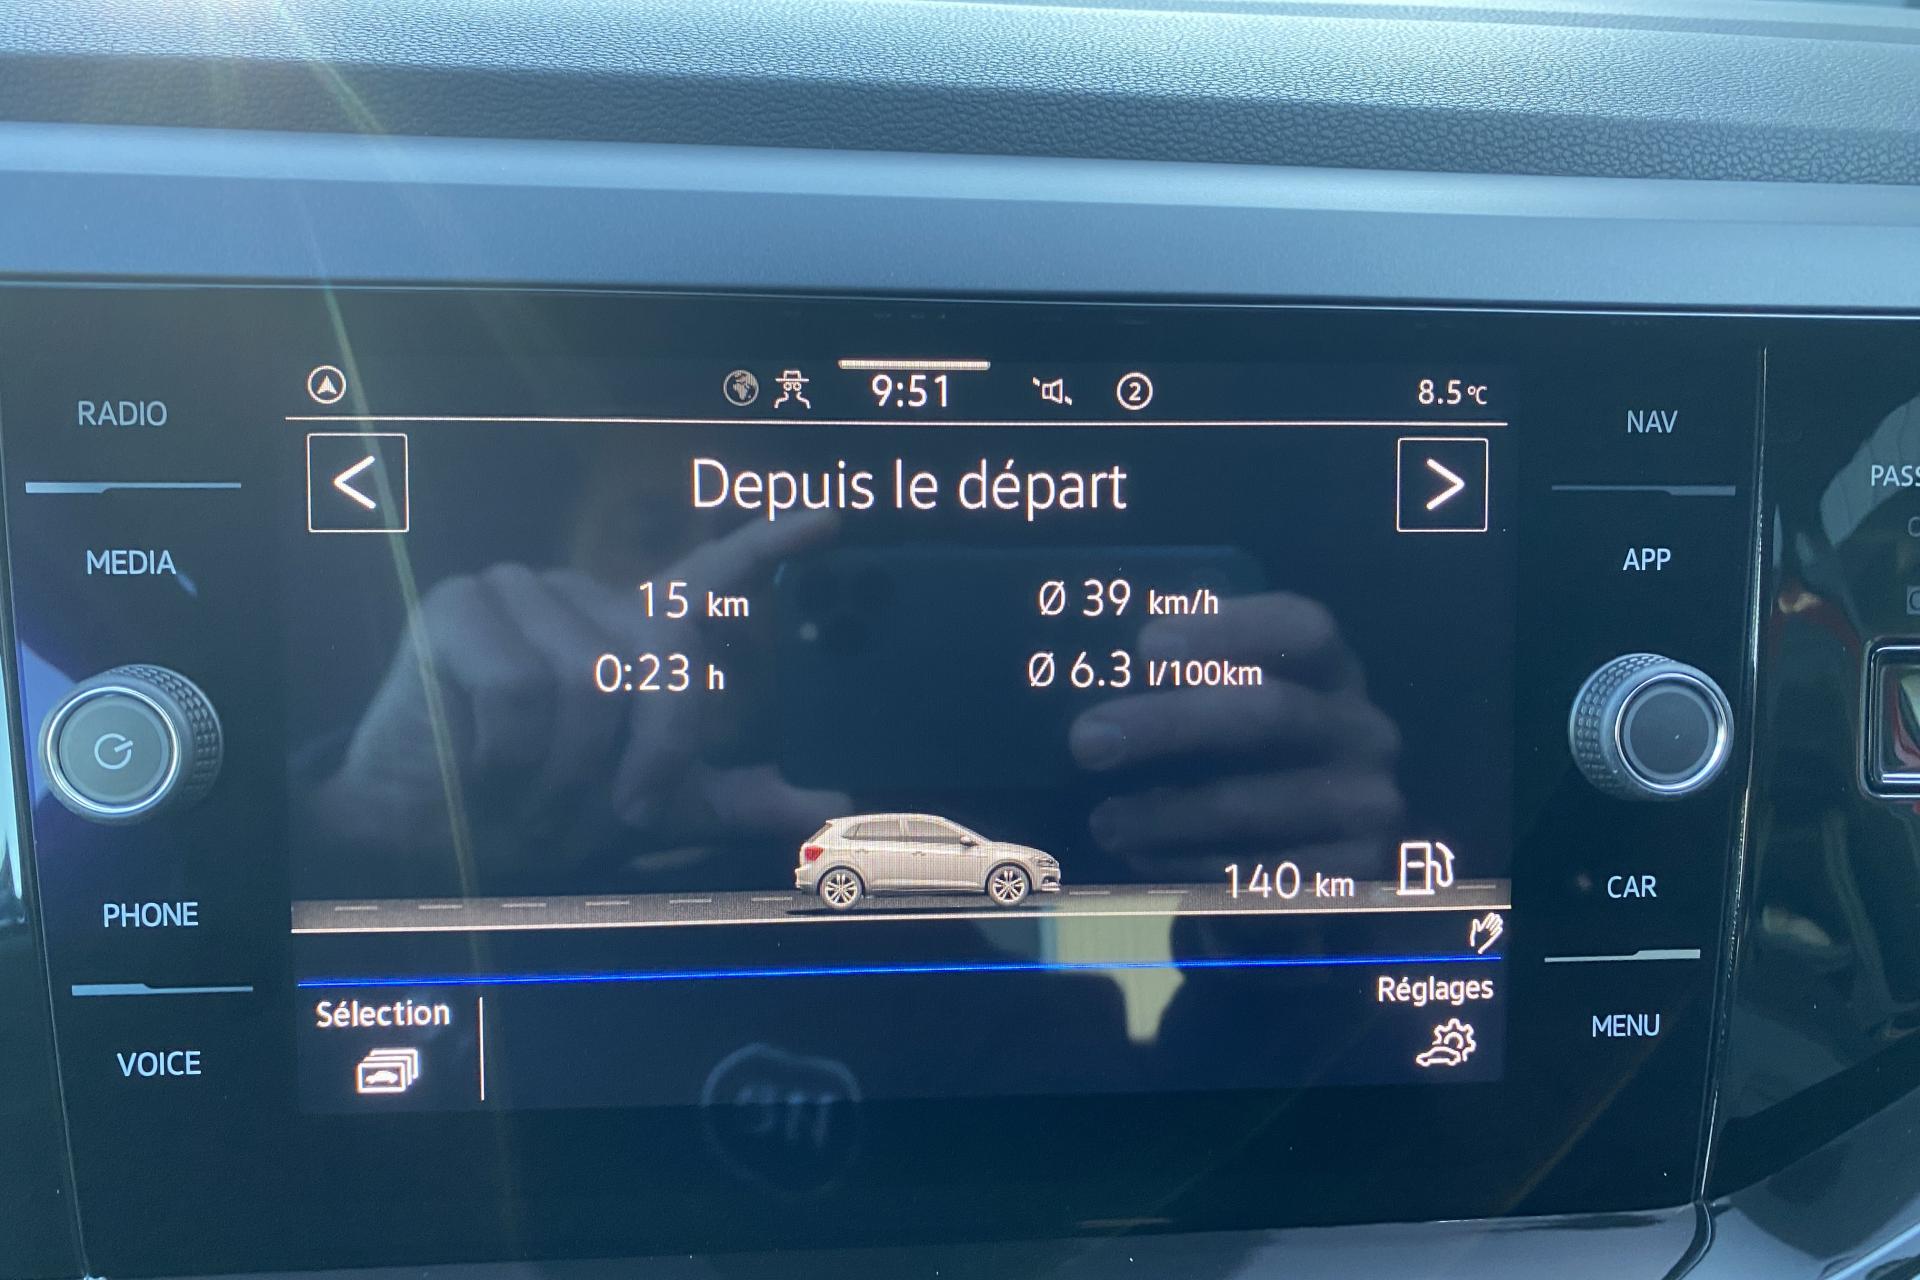 RADIO
MEDIA
PHONE
VOICE
9:51
2
8.5 °C
<
Depuis le départ
>
15 km
Ø 39 km/h
0:23 h
Ø 6.3 l/100km
140 km
Sélection
Réglages
NAV
APP
CAR
MENU